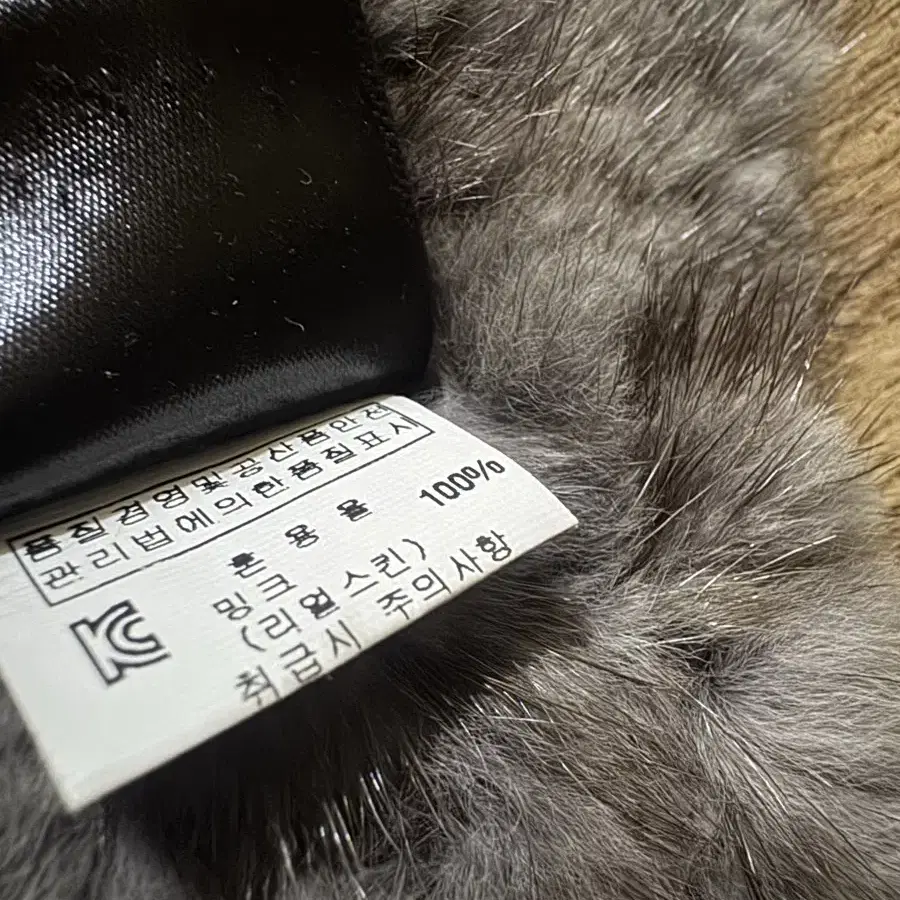 품질경영및공산품안전
관리법에의한품질표시
혼용율
밍크 100%
(리얼스킨)
취급시 주의사항